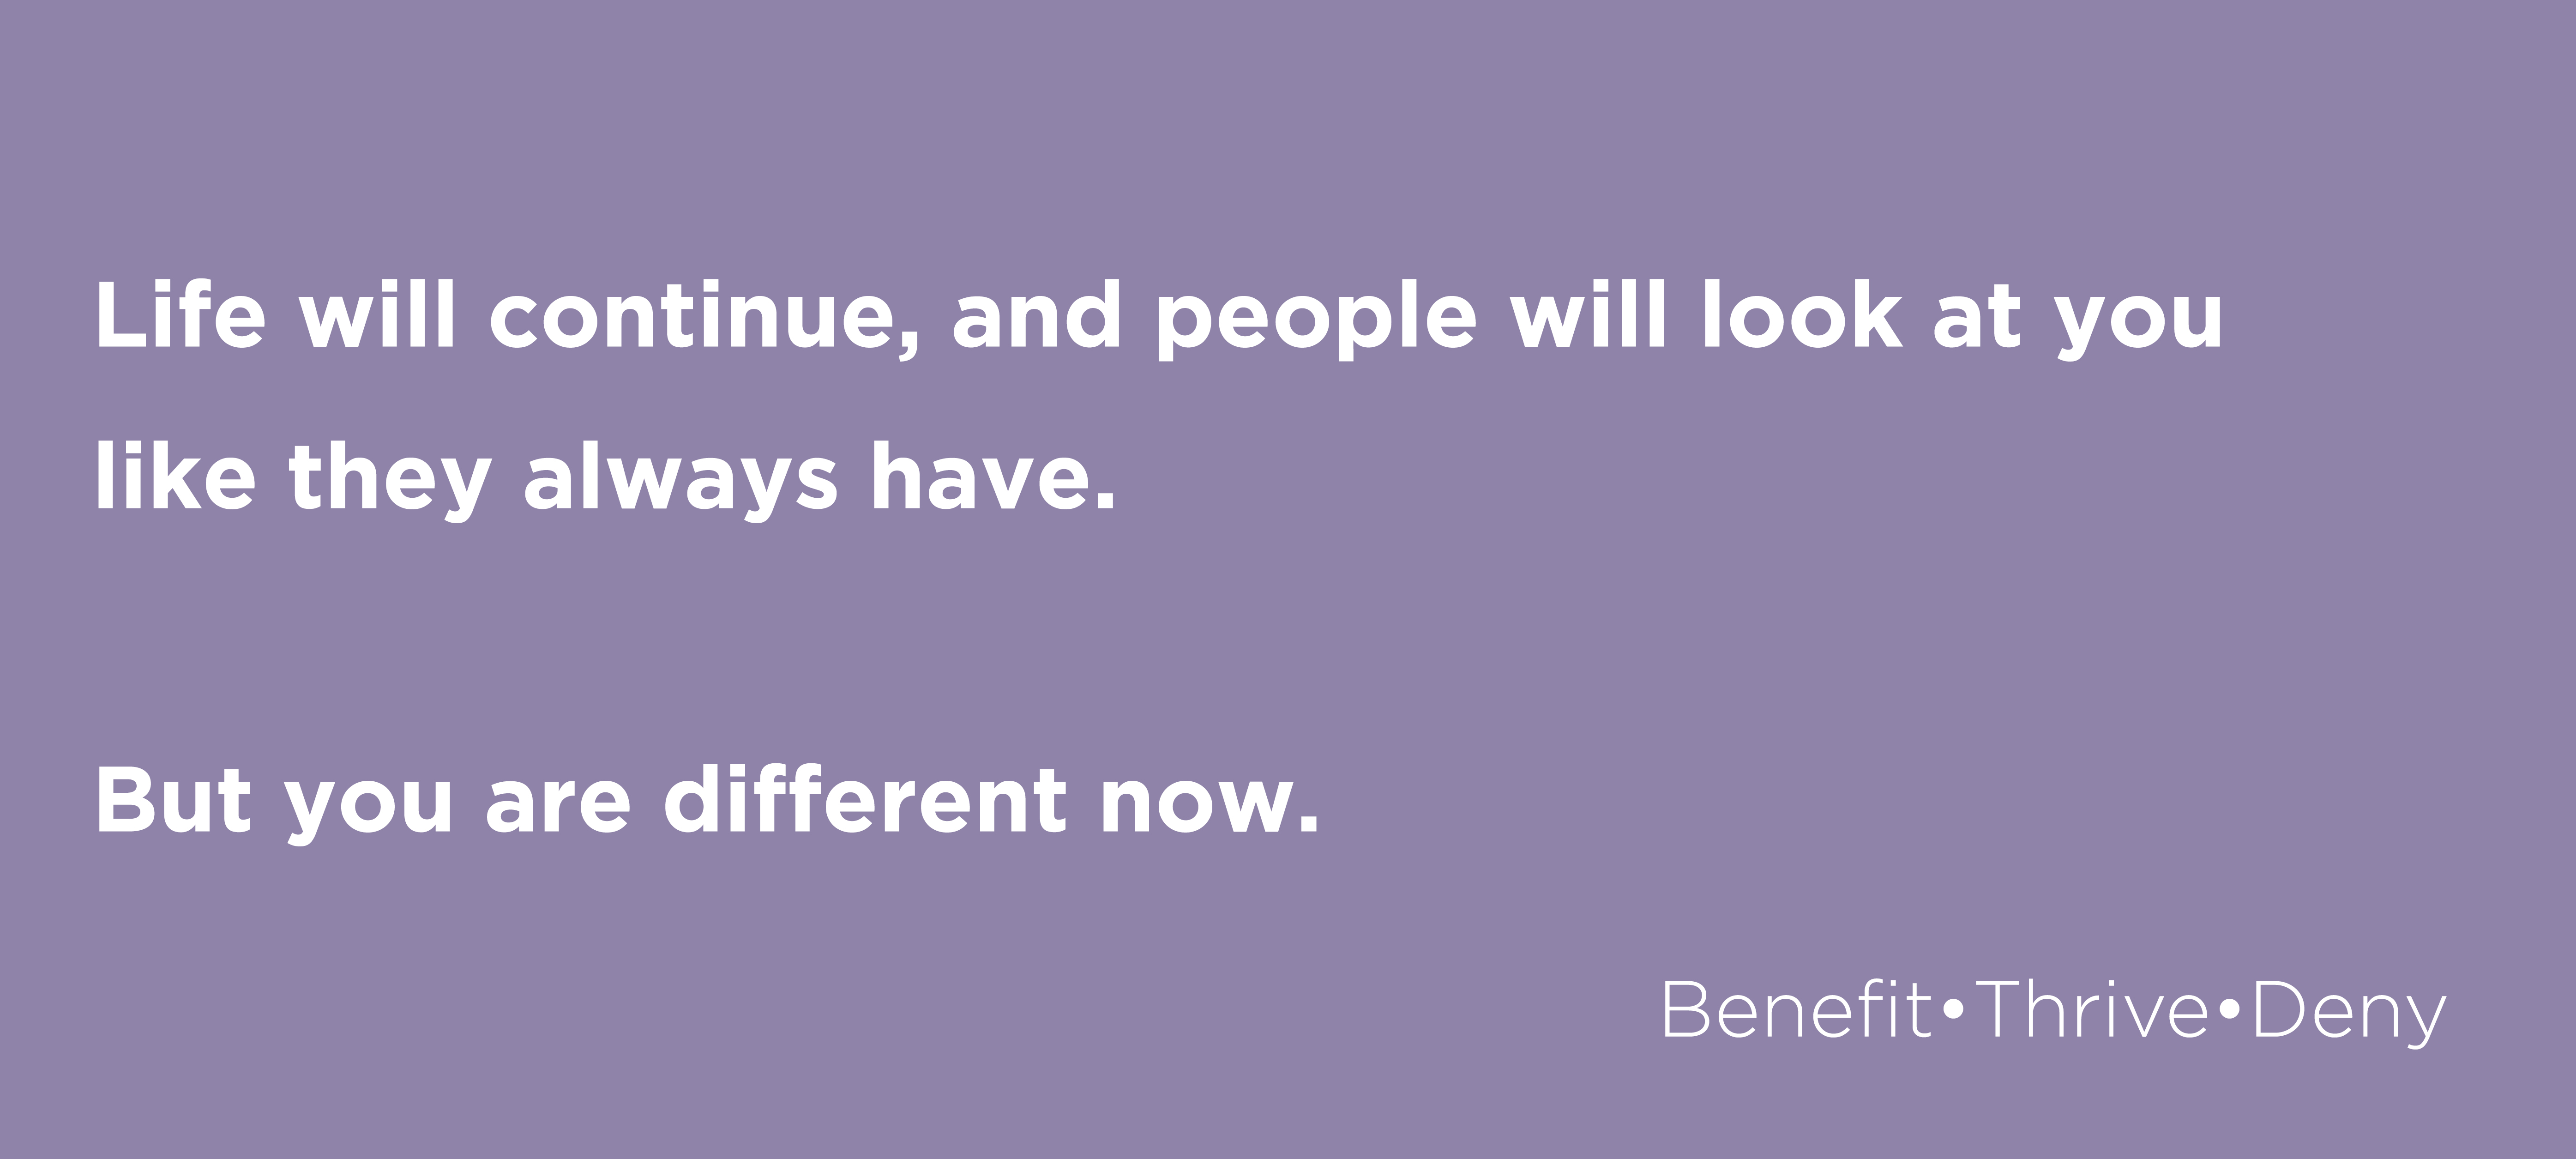 Life will continue, and people will look at you
like they always have.
But you are different now.
Benefit•Thrive•Deny